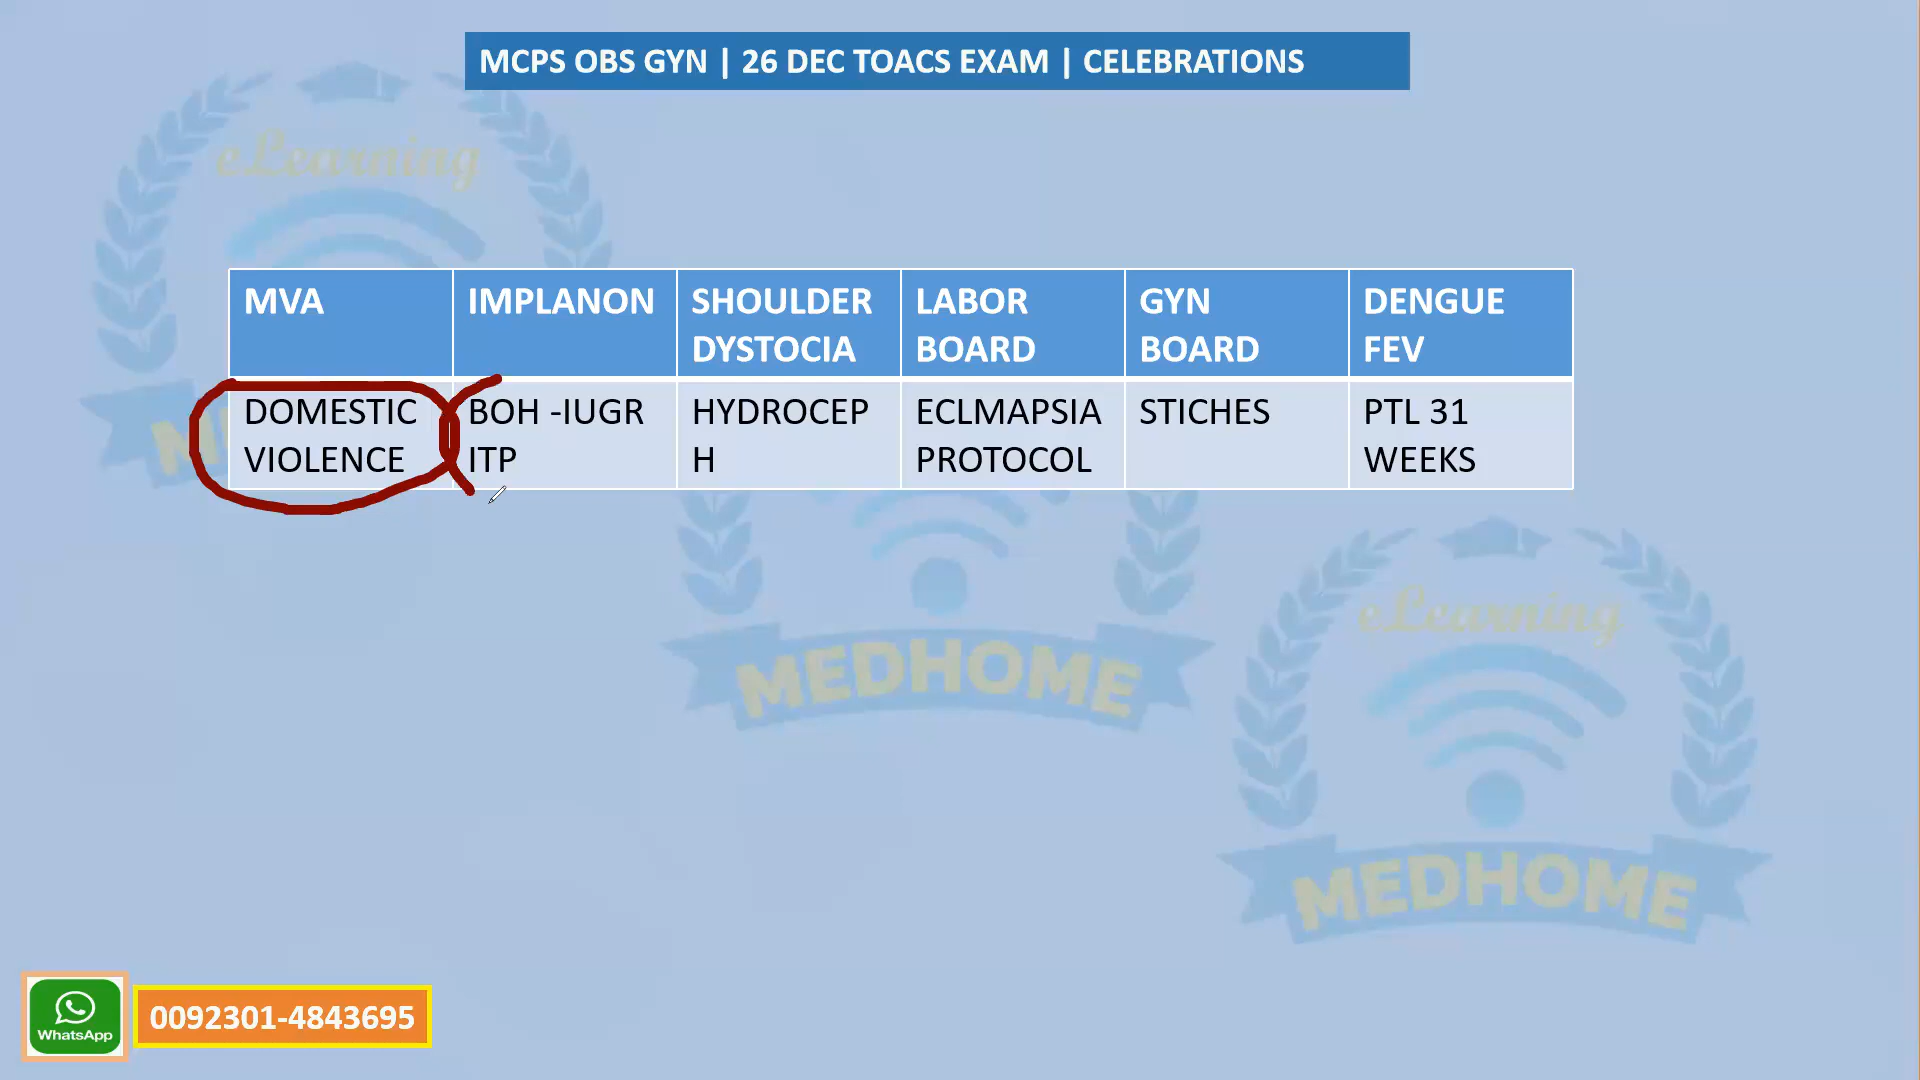 MCPS OBS GYN | 26 DEC TOACS EXAM | CELEBRATIONS
eLearning
MVA
IMPLANON
SHOULDER
DYSTOCIA
LABOR
BOARD
GYN
BOARD
DENGUE
FEV
DOMESTIC
VIOLENCE
BOH -IUGR
ITP
HYDROCEP
H
ECLMAPSIA
PROTOCOL
STICHES
PTL 31
WEEKS
MEDHOME
eLearning
MEDHOME
WhatsApp
0092301-4843695